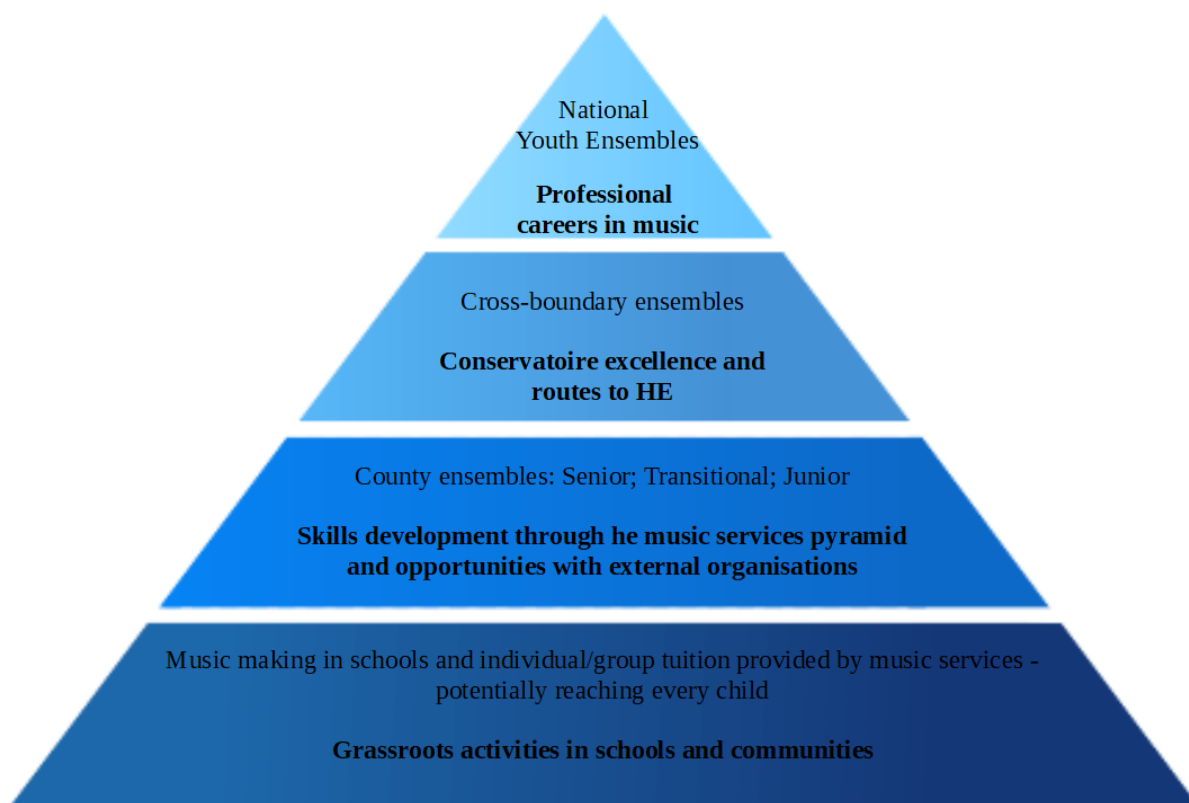 National
Youth Ensembles
Professional
careers in music
Cross-boundary ensembles
Conservatoire excellence and
routes to HE
County ensembles: Senior; Transitional; Junior
Skills development through he music services pyramid
and opportunities with external organisations
Music making in schools and individual/group tuition provided by music services -
potentially reaching every child
Grassroots activities in schools and communities